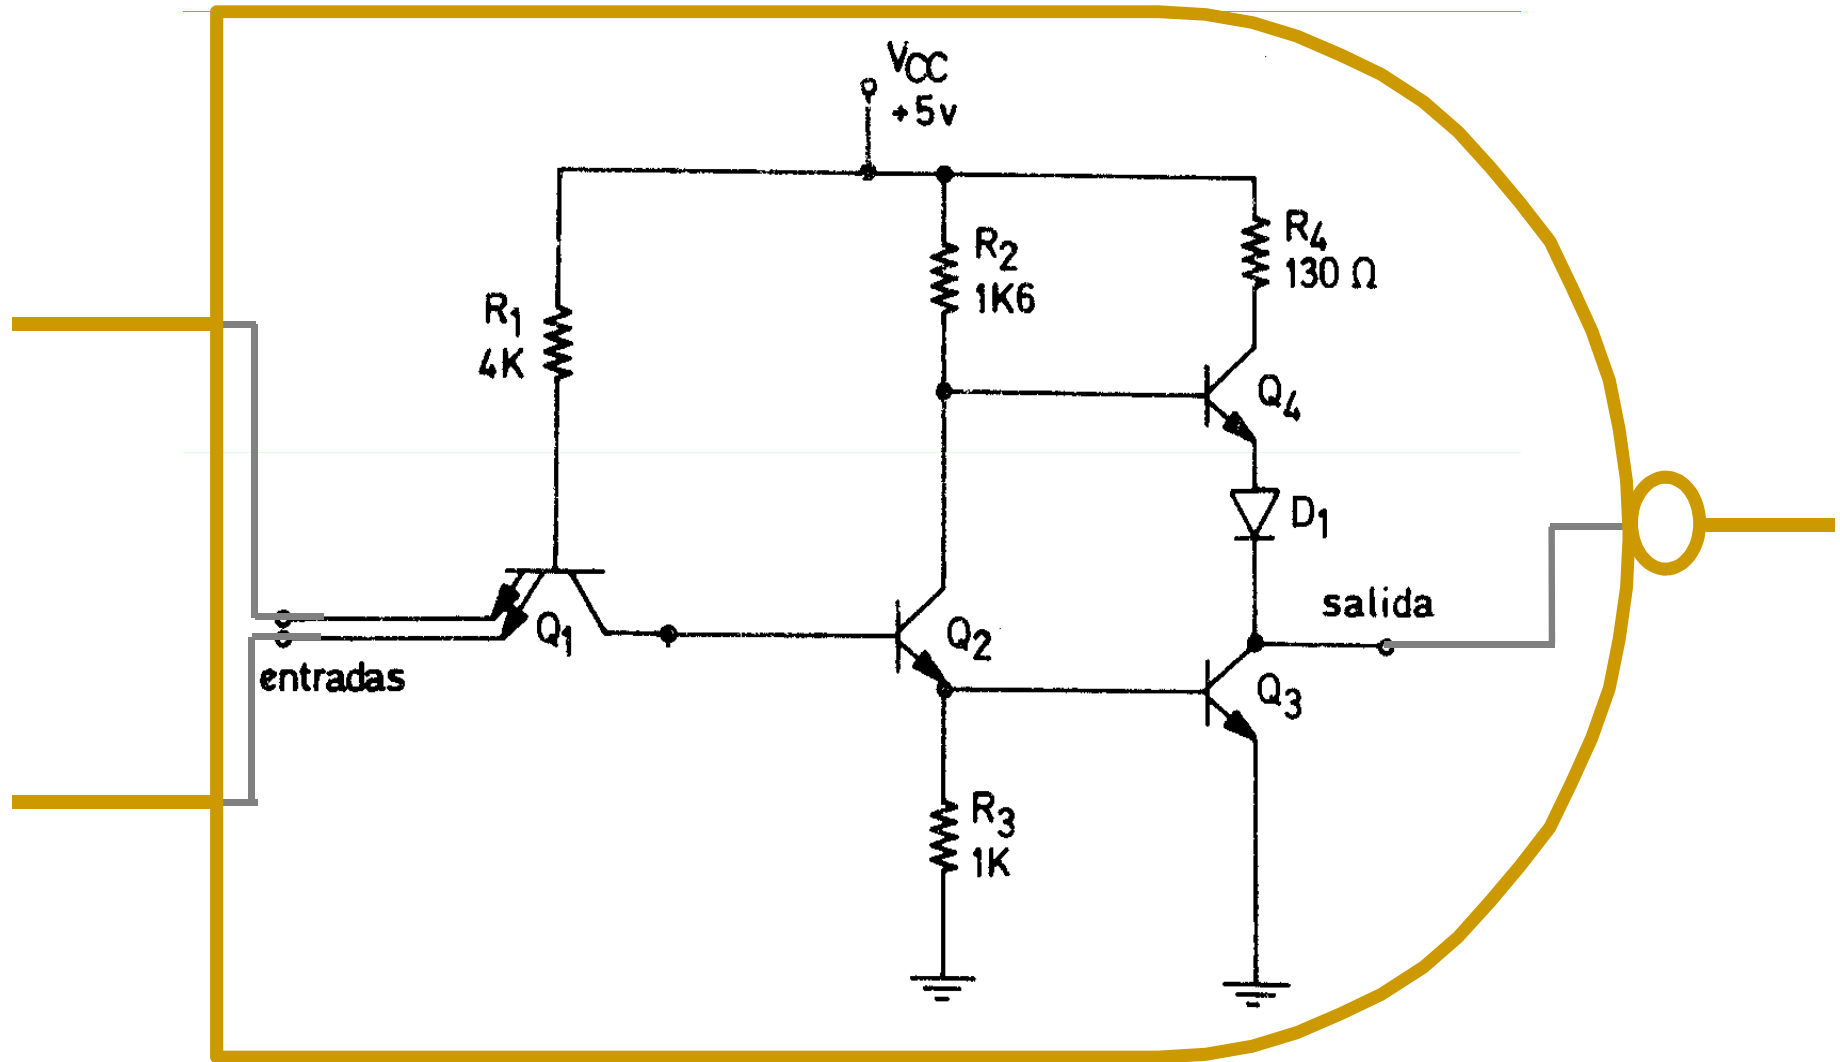 VCC
+5v
R1
4K
R2
1K6
R4
130 Ω
Q4
D1
salida
Q1
Q2
Q3
entradas
R3
1K